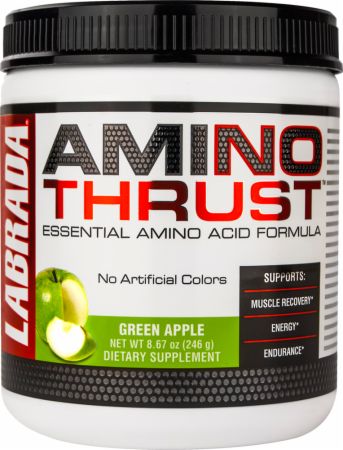 LABRADA
AMINO
THRUST™
ESSENTIAL AMINO ACID FORMULA
No Artificial Colors
GREEN APPLE
NET WT 8.67 oz (246 g)
DIETARY SUPPLEMENT
SUPPORTS:
MUSCLE RECOVERY*
ENERGY*
ENDURANCE*